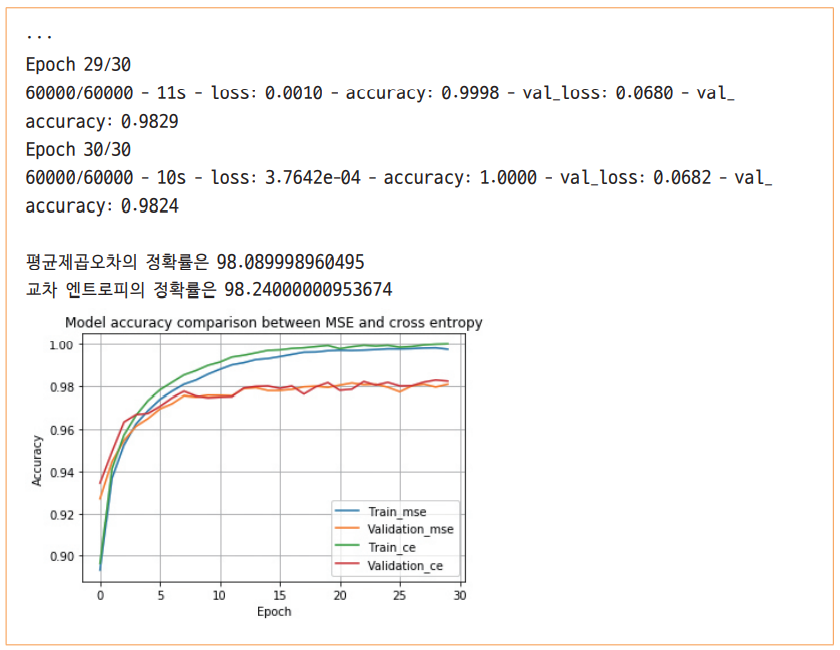 ...
Epoch 29/30
60000/60000 - 11s - loss: 0.0010 - accuracy: 0.9998 - val_loss: 0.0680 - val_
accuracy: 0.9829
Epoch 30/30
60000/60000 - 10s - loss: 3.7642e-04 - accuracy: 1.0000 - val_loss: 0.0682 - val_
accuracy: 0.9824
평균제곱오차의 정확률은 98.089998960495
교차 엔트로피의 정확률은 98.24000000953674
Model accuracy comparison between MSE and cross entropy
1.00
0.98
0.96
0.94
0.92
0.90
Accuracy
Train_mse
Validation_mse
Train_ce
Validation_ce
0 5 10 15 20 25 30
Epoch